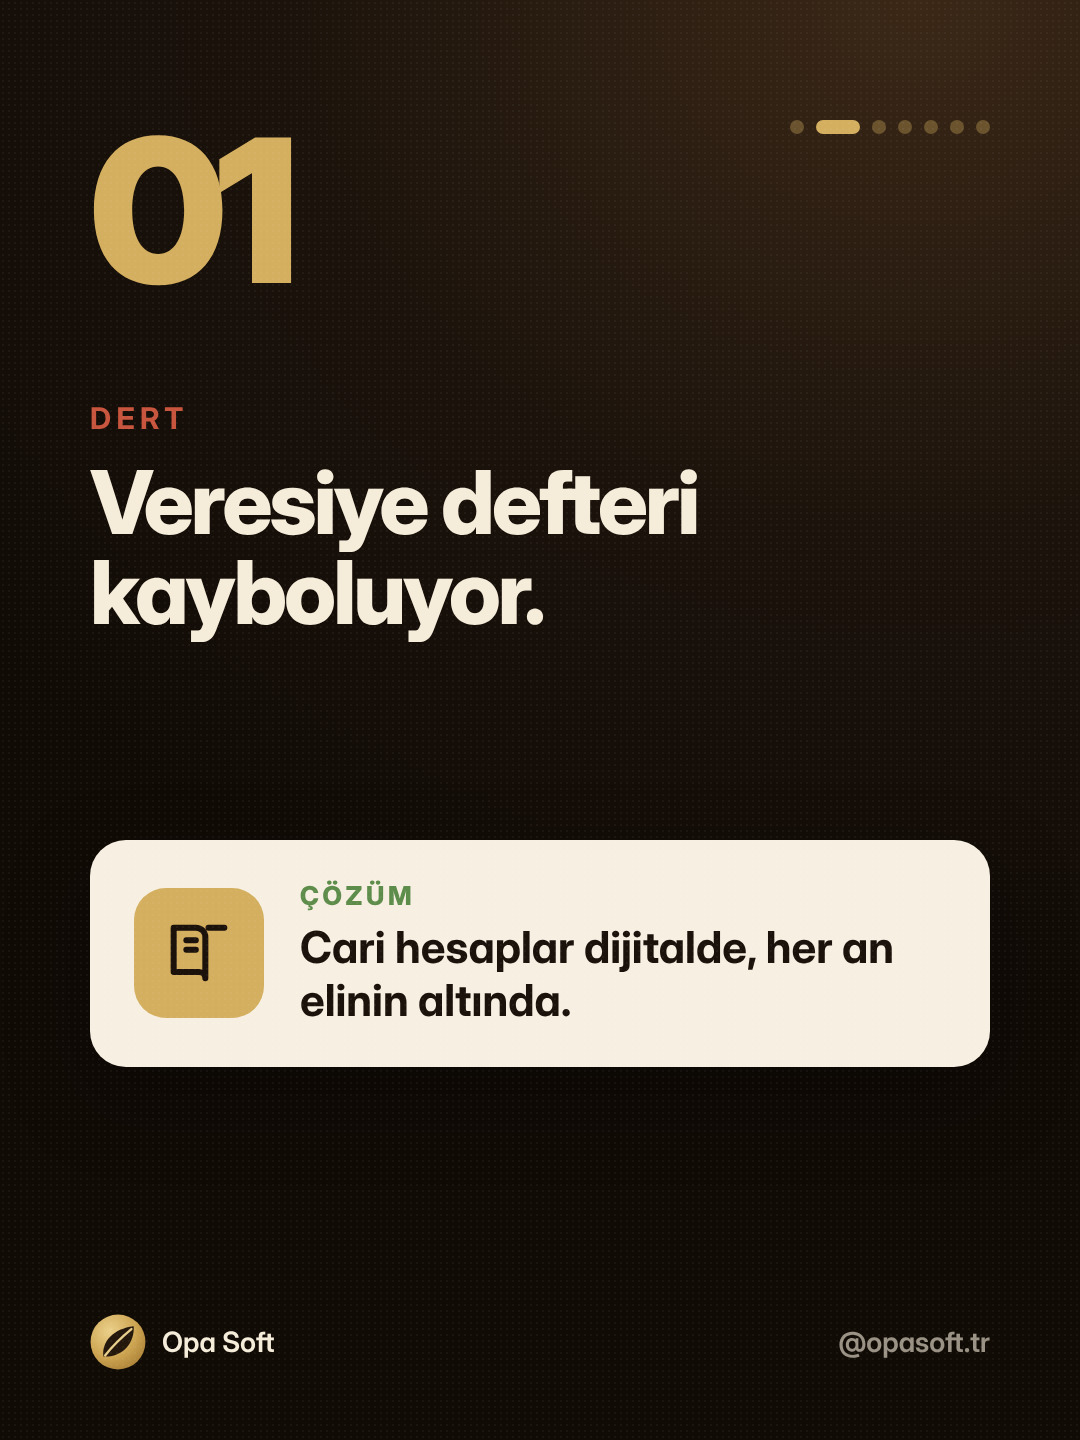 01
DERT
Veresiye defteri
kayboluyor.
ÇÖZÜM
Cari hesaplar dijitalde, her an
elinin altında.
Opa Soft
@opasoft.tr